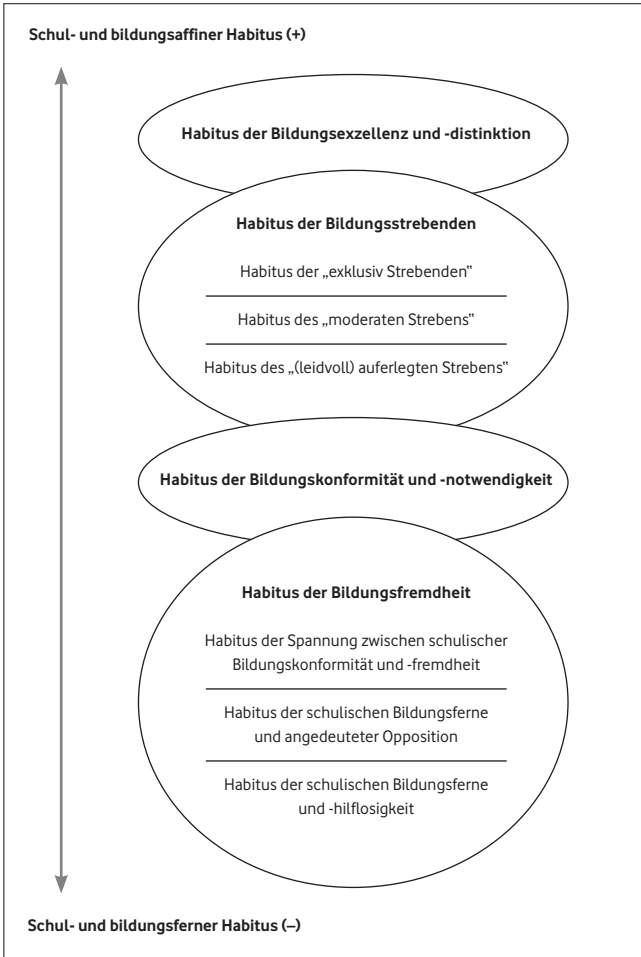 Schul- und bildungsaffiner Habitus (+)
Habitus der Bildungsexzellenz und -distinktion
Habitus der Bildungsstrebenden
Habitus der „exklusiv Strebenden“
Habitus des „moderaten Strebens“
Habitus des „(leidvoll) auferlegten Strebens“
Habitus der Bildungskonformität und -notwendigkeit
Habitus der Bildungsfremdheit
Habitus der Spannung zwischen schulischer
Bildungskonformität und -fremdheit
Habitus der schulischen Bildungsferne
und angedeuteter Opposition
Habitus der schulischen Bildungsferne
und -hilflosigkeit
Schul- und bildungsferner Habitus (–)